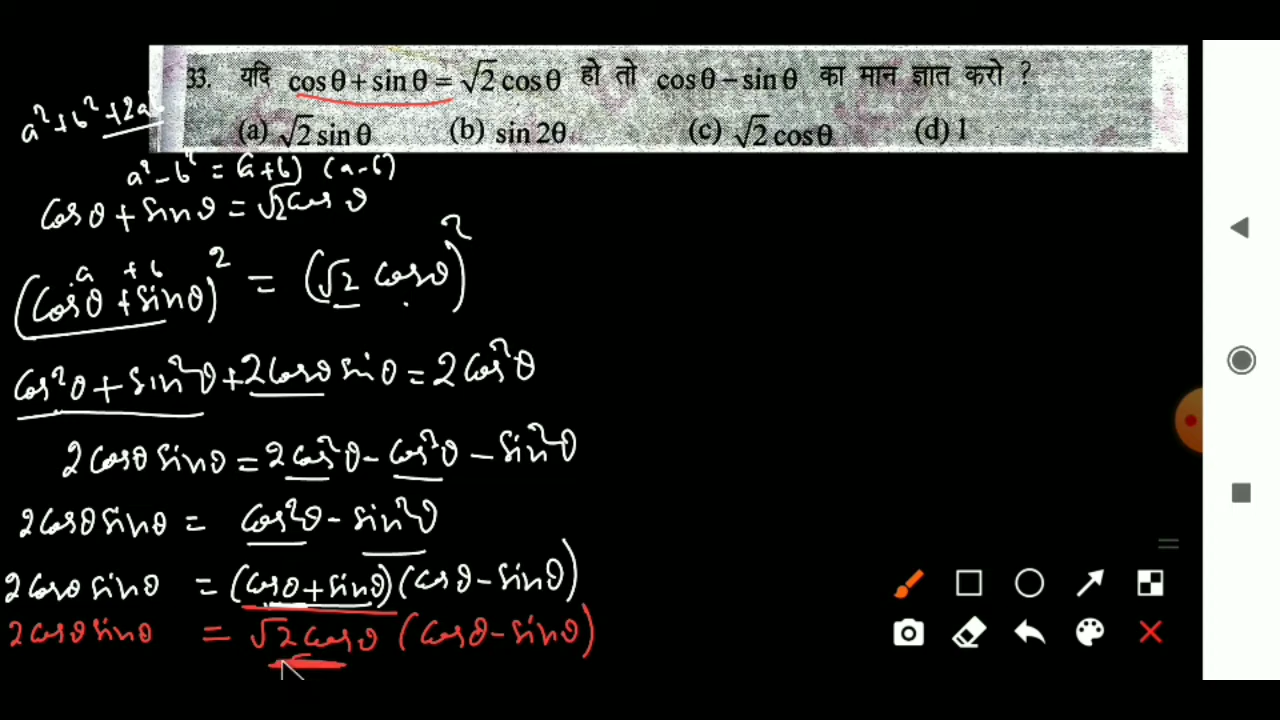 33. यदि cosθ + sinθ = √2 cosθ हो तो cosθ − sinθ का मान ज्ञात करो ?
(a) √2 sinθ (b) sin 2θ (c) √2 cosθ (d) 1
a² + b² + 2ab
a² − b² = (a+b) (a−b)
cosθ + sinθ = √2 cosθ
a + b
(cosθ + sinθ)² = (√2 cosθ)²
cos²θ + sin²θ + 2cosθ sinθ = 2cos²θ
2cosθ sinθ = 2cos²θ − cos²θ − sin²θ
2cosθ sinθ = cos²θ − sin²θ
2cosθ sinθ = (cosθ + sinθ)(cosθ − sinθ)
2cosθ sinθ = √2 cosθ (cosθ − sinθ)